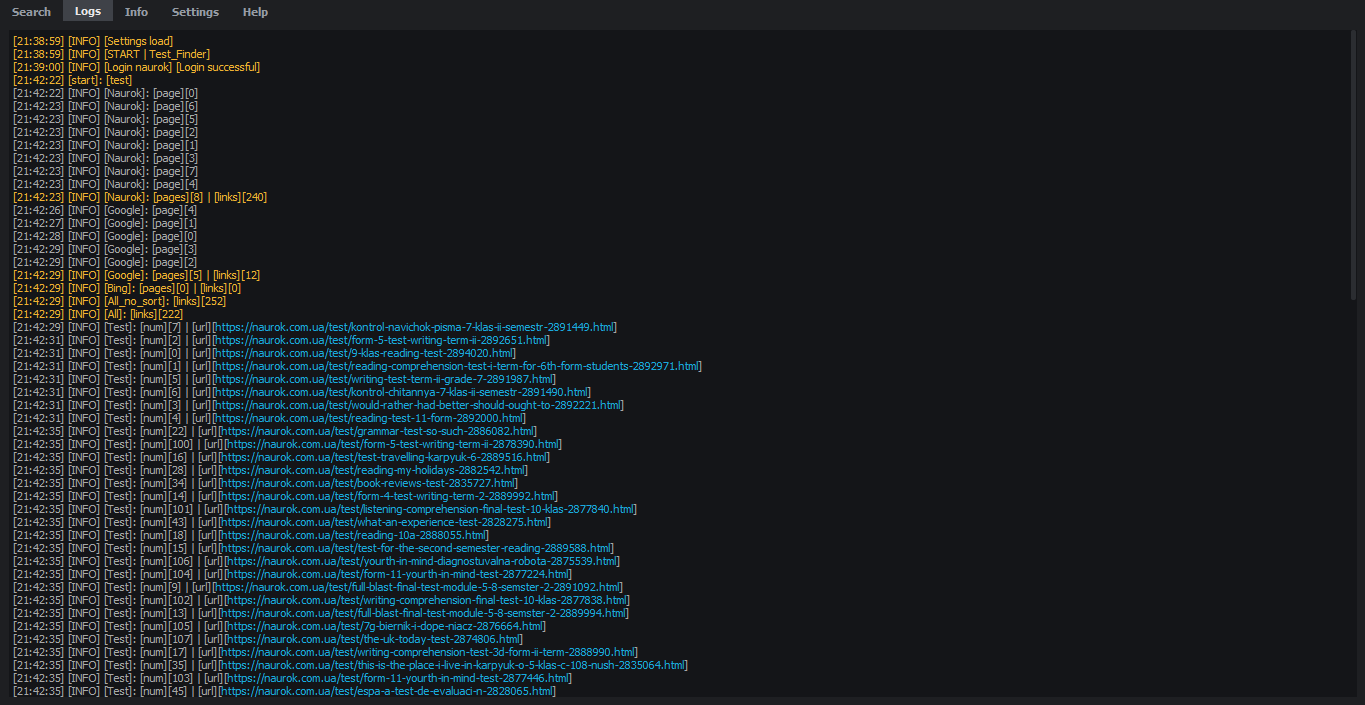 Search Logs Info Settings Help
[21:38:59] [INFO] [Settings load]
[21:38:59] [INFO] [START | Test_Finder]
[21:39:00] [INFO] [Login naurok] [Login successful]
[21:42:22] [start]: [test]
[21:42:22] [INFO] [Naurok]: [page][0]
[21:42:23] [INFO] [Naurok]: [page][6]
[21:42:23] [INFO] [Naurok]: [page][5]
[21:42:23] [INFO] [Naurok]: [page][2]
[21:42:23] [INFO] [Naurok]: [page][1]
[21:42:23] [INFO] [Naurok]: [page][3]
[21:42:23] [INFO] [Naurok]: [page][7]
[21:42:23] [INFO] [Naurok]: [page][4]
[21:42:23] [INFO] [Naurok]: [pages][8] | [links][240]
[21:42:26] [INFO] [Google]: [page][4]
[21:42:27] [INFO] [Google]: [page][1]
[21:42:28] [INFO] [Google]: [page][0]
[21:42:29] [INFO] [Google]: [page][3]
[21:42:29] [INFO] [Google]: [page][2]
[21:42:29] [INFO] [Google]: [pages][5] | [links][12]
[21:42:29] [INFO] [Bing]: [pages][0] | [links][0]
[21:42:29] [INFO] [All_no_sort]: [links][252]
[21:42:29] [INFO] [All]: [links][222]
[21:42:29] [INFO] [Test]: [num][7] | [url][https://naurok.com.ua/test/kontrol-navichok-pisma-7-klas-ii-semestr-2891449.html]
[21:42:31] [INFO] [Test]: [num][2] | [url][https://naurok.com.ua/test/form-5-test-writing-term-ii-2892651.html]
[21:42:31] [INFO] [Test]: [num][0] | [url][https://naurok.com.ua/test/9-klas-reading-test-2894020.html]
[21:42:31] [INFO] [Test]: [num][1] | [url][https://naurok.com.ua/test/reading-comprehension-test-i-term-for-6th-form-students-2892971.html]
[21:42:31] [INFO] [Test]: [num][5] | [url][https://naurok.com.ua/test/writing-test-term-ii-grade-7-2891987.html]
[21:42:31] [INFO] [Test]: [num][6] | [url][https://naurok.com.ua/test/kontrol-chitannya-7-klas-ii-semestr-2891490.html]
[21:42:31] [INFO] [Test]: [num][3] | [url][https://naurok.com.ua/test/would-rather-had-better-should-ought-to-2892221.html]
[21:42:31] [INFO] [Test]: [num][4] | [url][https://naurok.com.ua/test/reading-test-11-form-2892000.html]
[21:42:35] [INFO] [Test]: [num][22] | [url][https://naurok.com.ua/test/grammar-test-so-such-2886082.html]
[21:42:35] [INFO] [Test]: [num][100] | [url][https://naurok.com.ua/test/form-5-test-writing-term-ii-2878390.html]
[21:42:35] [INFO] [Test]: [num][16] | [url][https://naurok.com.ua/test/test-travelling-karpyuk-6-2889516.html]
[21:42:35] [INFO] [Test]: [num][28] | [url][https://naurok.com.ua/test/reading-my-holidays-2882542.html]
[21:42:35] [INFO] [Test]: [num][34] | [url][https://naurok.com.ua/test/book-reviews-test-2835727.html]
[21:42:35] [INFO] [Test]: [num][14] | [url][https://naurok.com.ua/test/form-4-test-writing-term-2-2889992.html]
[21:42:35] [INFO] [Test]: [num][101] | [url][https://naurok.com.ua/test/listening-comprehension-final-test-10-klas-2877840.html]
[21:42:35] [INFO] [Test]: [num][43] | [url][https://naurok.com.ua/test/what-an-experience-test-2828275.html]
[21:42:35] [INFO] [Test]: [num][18] | [url][https://naurok.com.ua/test/reading-10a-2888055.html]
[21:42:35] [INFO] [Test]: [num][15] | [url][https://naurok.com.ua/test/test-for-the-second-semester-reading-2889588.html]
[21:42:35] [INFO] [Test]: [num][106] | [url][https://naurok.com.ua/test/yourth-in-mind-diagnostuvalna-robota-2875539.html]
[21:42:35] [INFO] [Test]: [num][104] | [url][https://naurok.com.ua/test/form-11-yourth-in-mind-test-2877224.html]
[21:42:35] [INFO] [Test]: [num][9] | [url][https://naurok.com.ua/test/full-blast-final-test-module-5-8-semster-2-2891092.html]
[21:42:35] [INFO] [Test]: [num][102] | [url][https://naurok.com.ua/test/writing-comprehension-final-test-10-klas-2877838.html]
[21:42:35] [INFO] [Test]: [num][13] | [url][https://naurok.com.ua/test/full-blast-final-test-module-5-8-semster-2-2889994.html]
[21:42:35] [INFO] [Test]: [num][105] | [url][https://naurok.com.ua/test/7g-biernik-i-dope-niacz-2876664.html]
[21:42:35] [INFO] [Test]: [num][107] | [url][https://naurok.com.ua/test/the-uk-today-test-2874806.html]
[21:42:35] [INFO] [Test]: [num][17] | [url][https://naurok.com.ua/test/writing-comprehension-test-3d-form-ii-term-2888990.html]
[21:42:35] [INFO] [Test]: [num][35] | [url][https://naurok.com.ua/test/this-is-the-place-i-live-in-karpyuk-o-5-klas-c-108-nush-2835064.html]
[21:42:35] [INFO] [Test]: [num][103] | [url][https://naurok.com.ua/test/form-11-yourth-in-mind-test-2877446.html]
[21:42:35] [INFO] [Test]: [num][45] | [url][https://naurok.com.ua/test/espa-a-test-de-evaluaci-n-2828065.html]